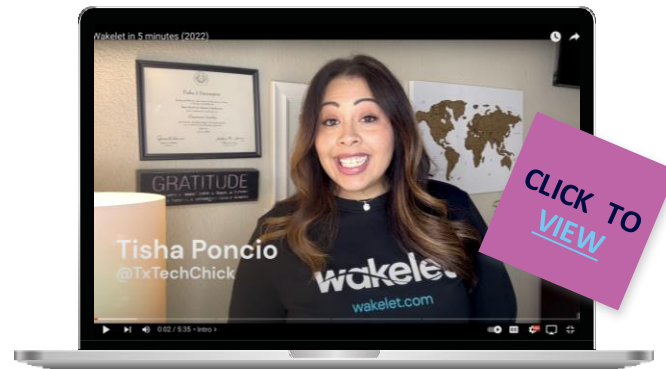 Wakelet in 5 minutes (2022)
GRATITUDE
Tisha Poncio
@TxTechChick
wakelet
wakelet.com
0:02 / 5:35 • Intro >
CLICK TO
VIEW